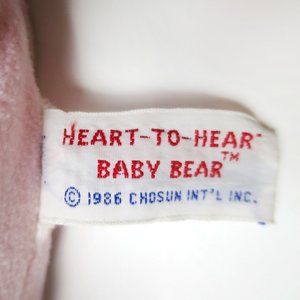 HEART-TO-HEAR
BABY BEAR™
© 1986 CHOSUN INT'L INC.